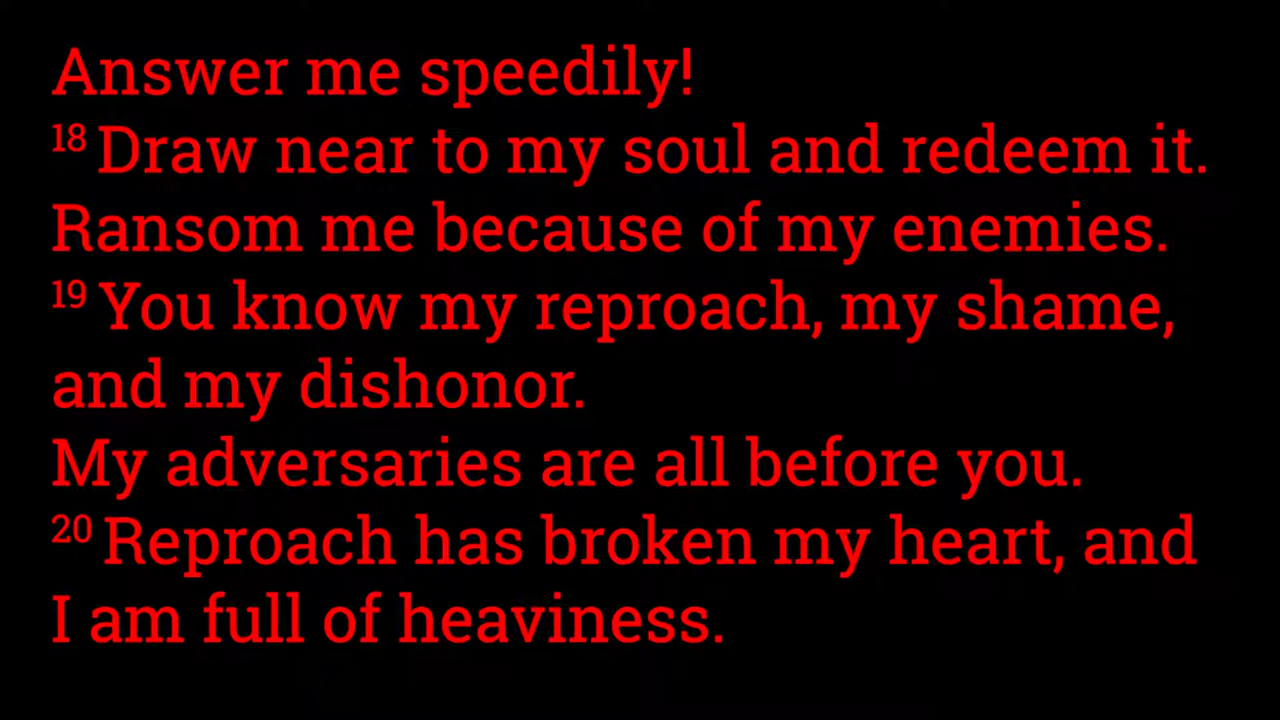 Answer me speedily!
18 Draw near to my soul and redeem it.
Ransom me because of my enemies.
19 You know my reproach, my shame,
and my dishonor.
My adversaries are all before you.
20 Reproach has broken my heart, and
I am full of heaviness.